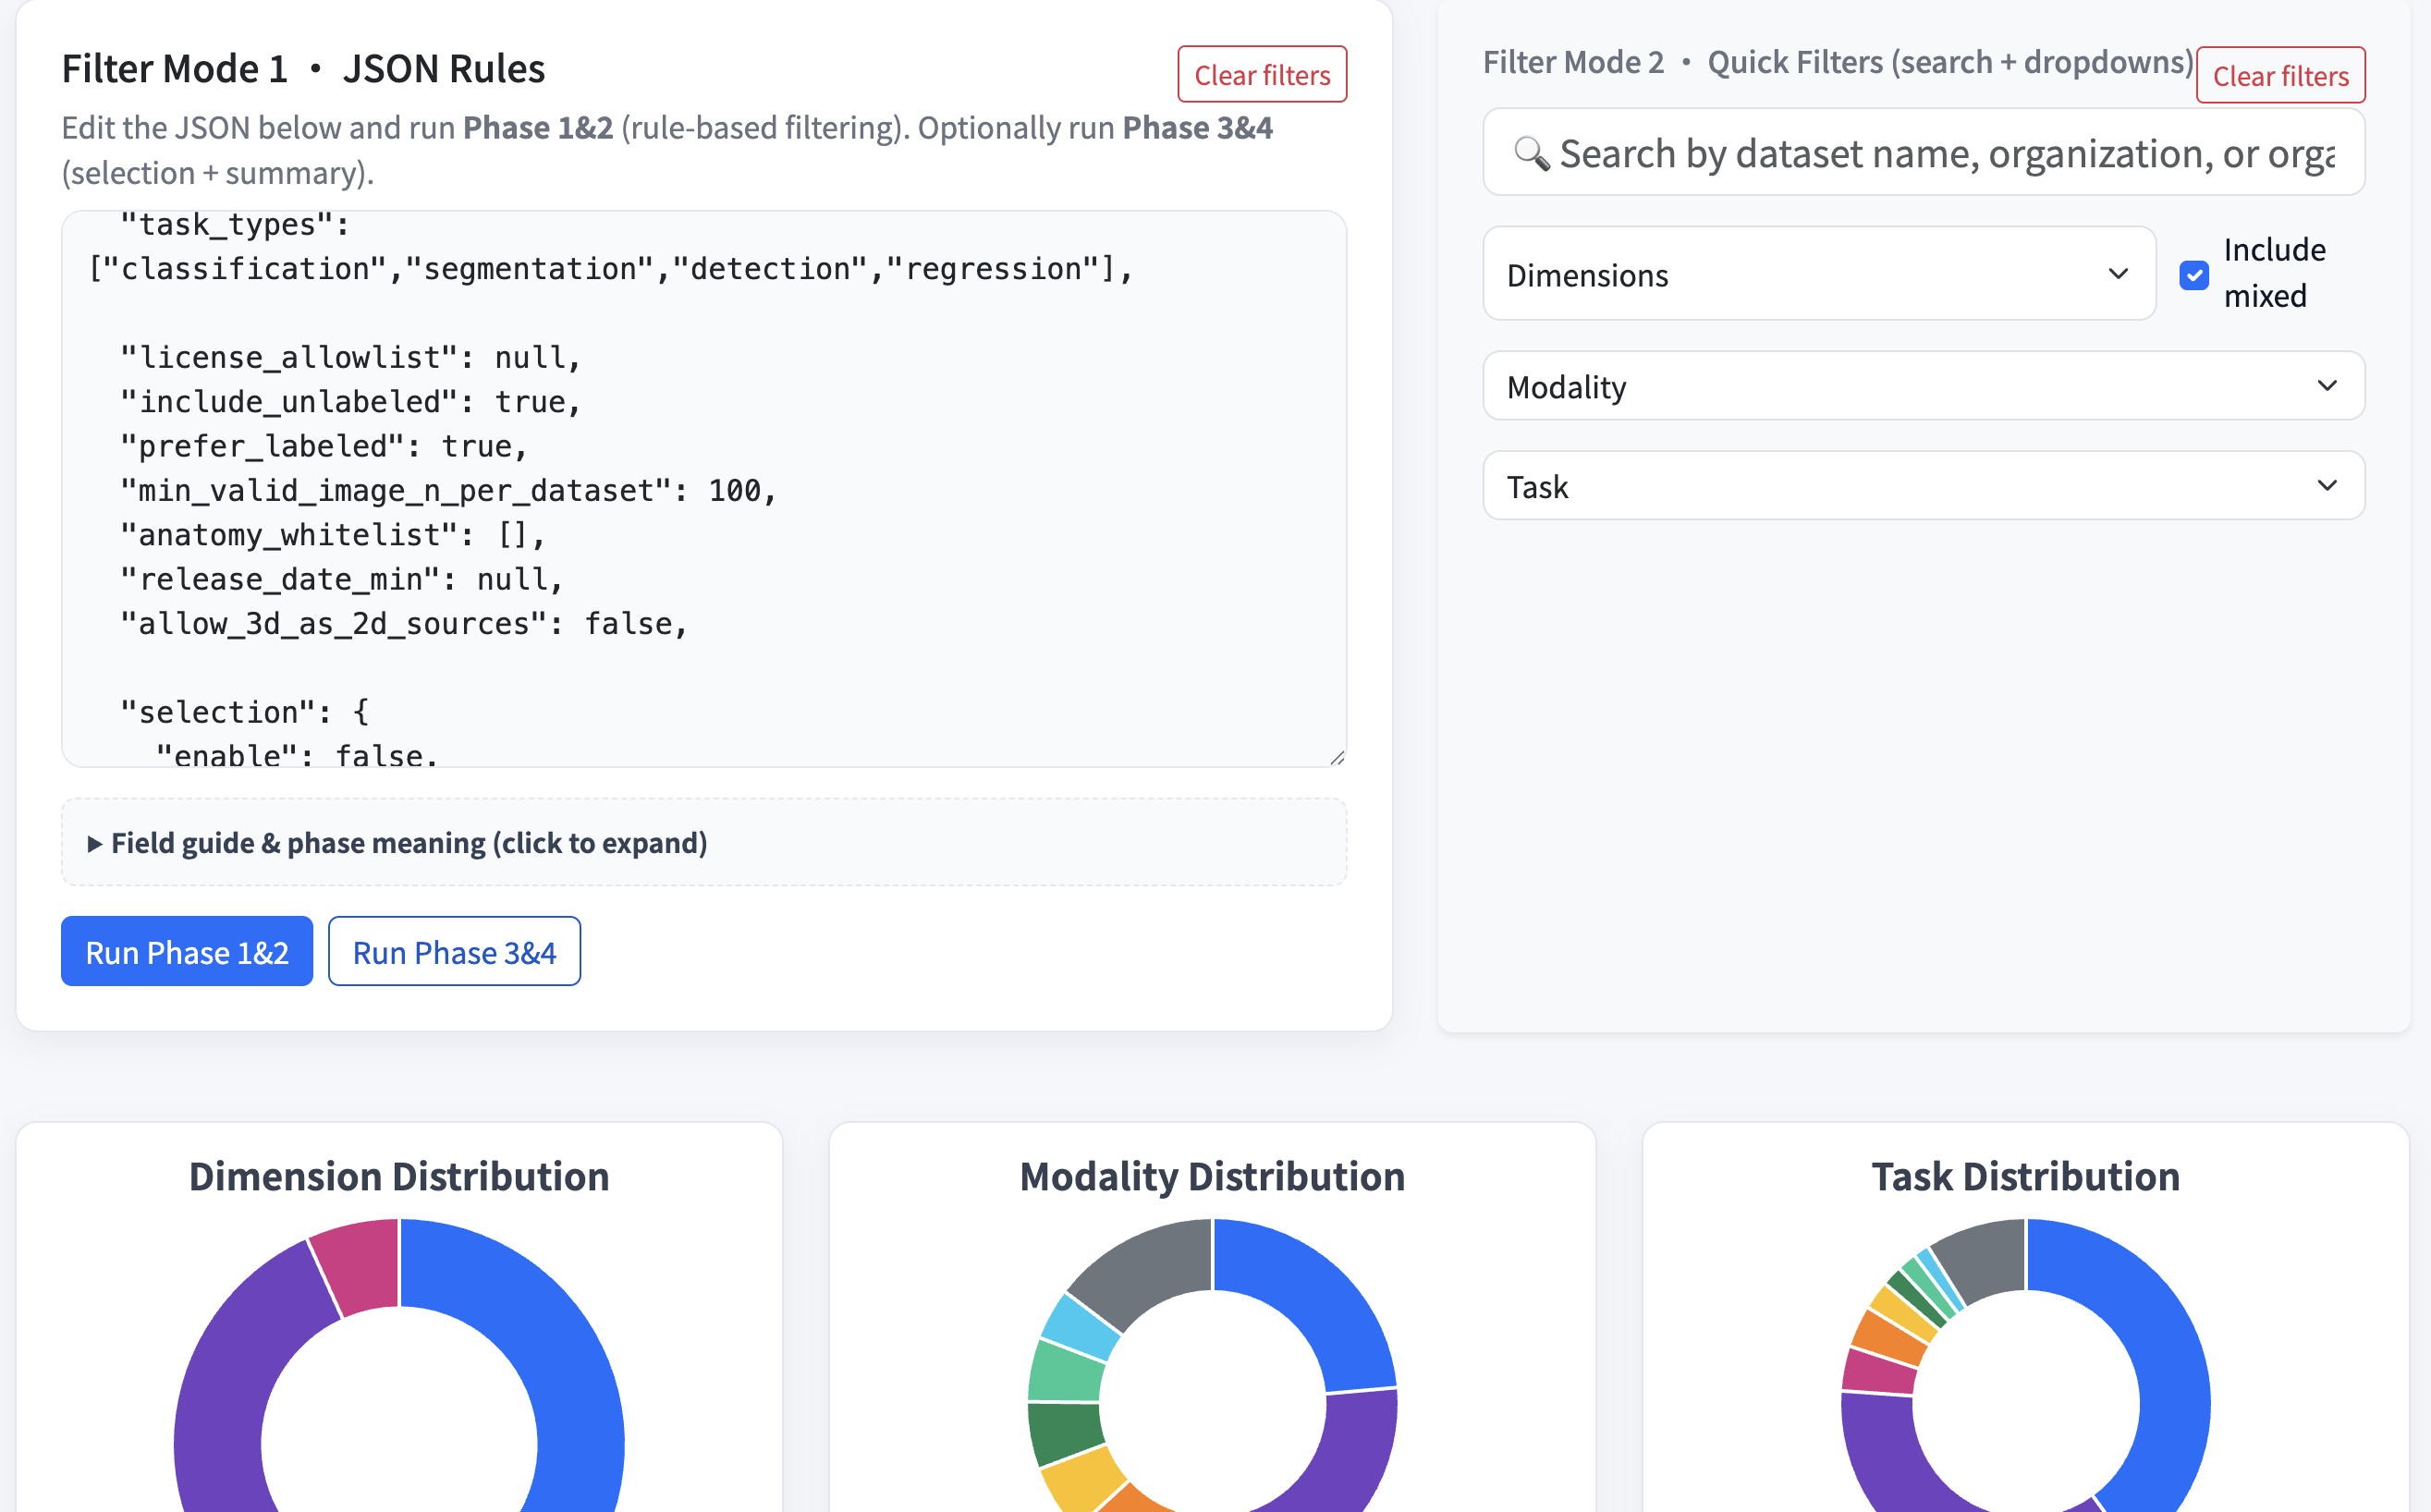 Filter Mode 1 • JSON Rules
Clear filters
Edit the JSON below and run Phase 1&2 (rule-based filtering). Optionally run Phase 3&4
(selection + summary).
"task_types":
["classification","segmentation","detection","regression"],
"license_allowlist": null,
"include_unlabeled": true,
"prefer_labeled": true,
"min_valid_image_n_per_dataset": 100,
"anatomy_whitelist": [],
"release_date_min": null,
"allow_3d_as_2d_sources": false,
"selection": {
"enable": false,
▶ Field guide & phase meaning (click to expand)
Run Phase 1&2
Run Phase 3&4
Filter Mode 2 • Quick Filters (search + dropdowns)
Clear filters
🔍 Search by dataset name, organization, or orga
Dimensions
Include
mixed
Modality
Task
Dimension Distribution
Modality Distribution
Task Distribution